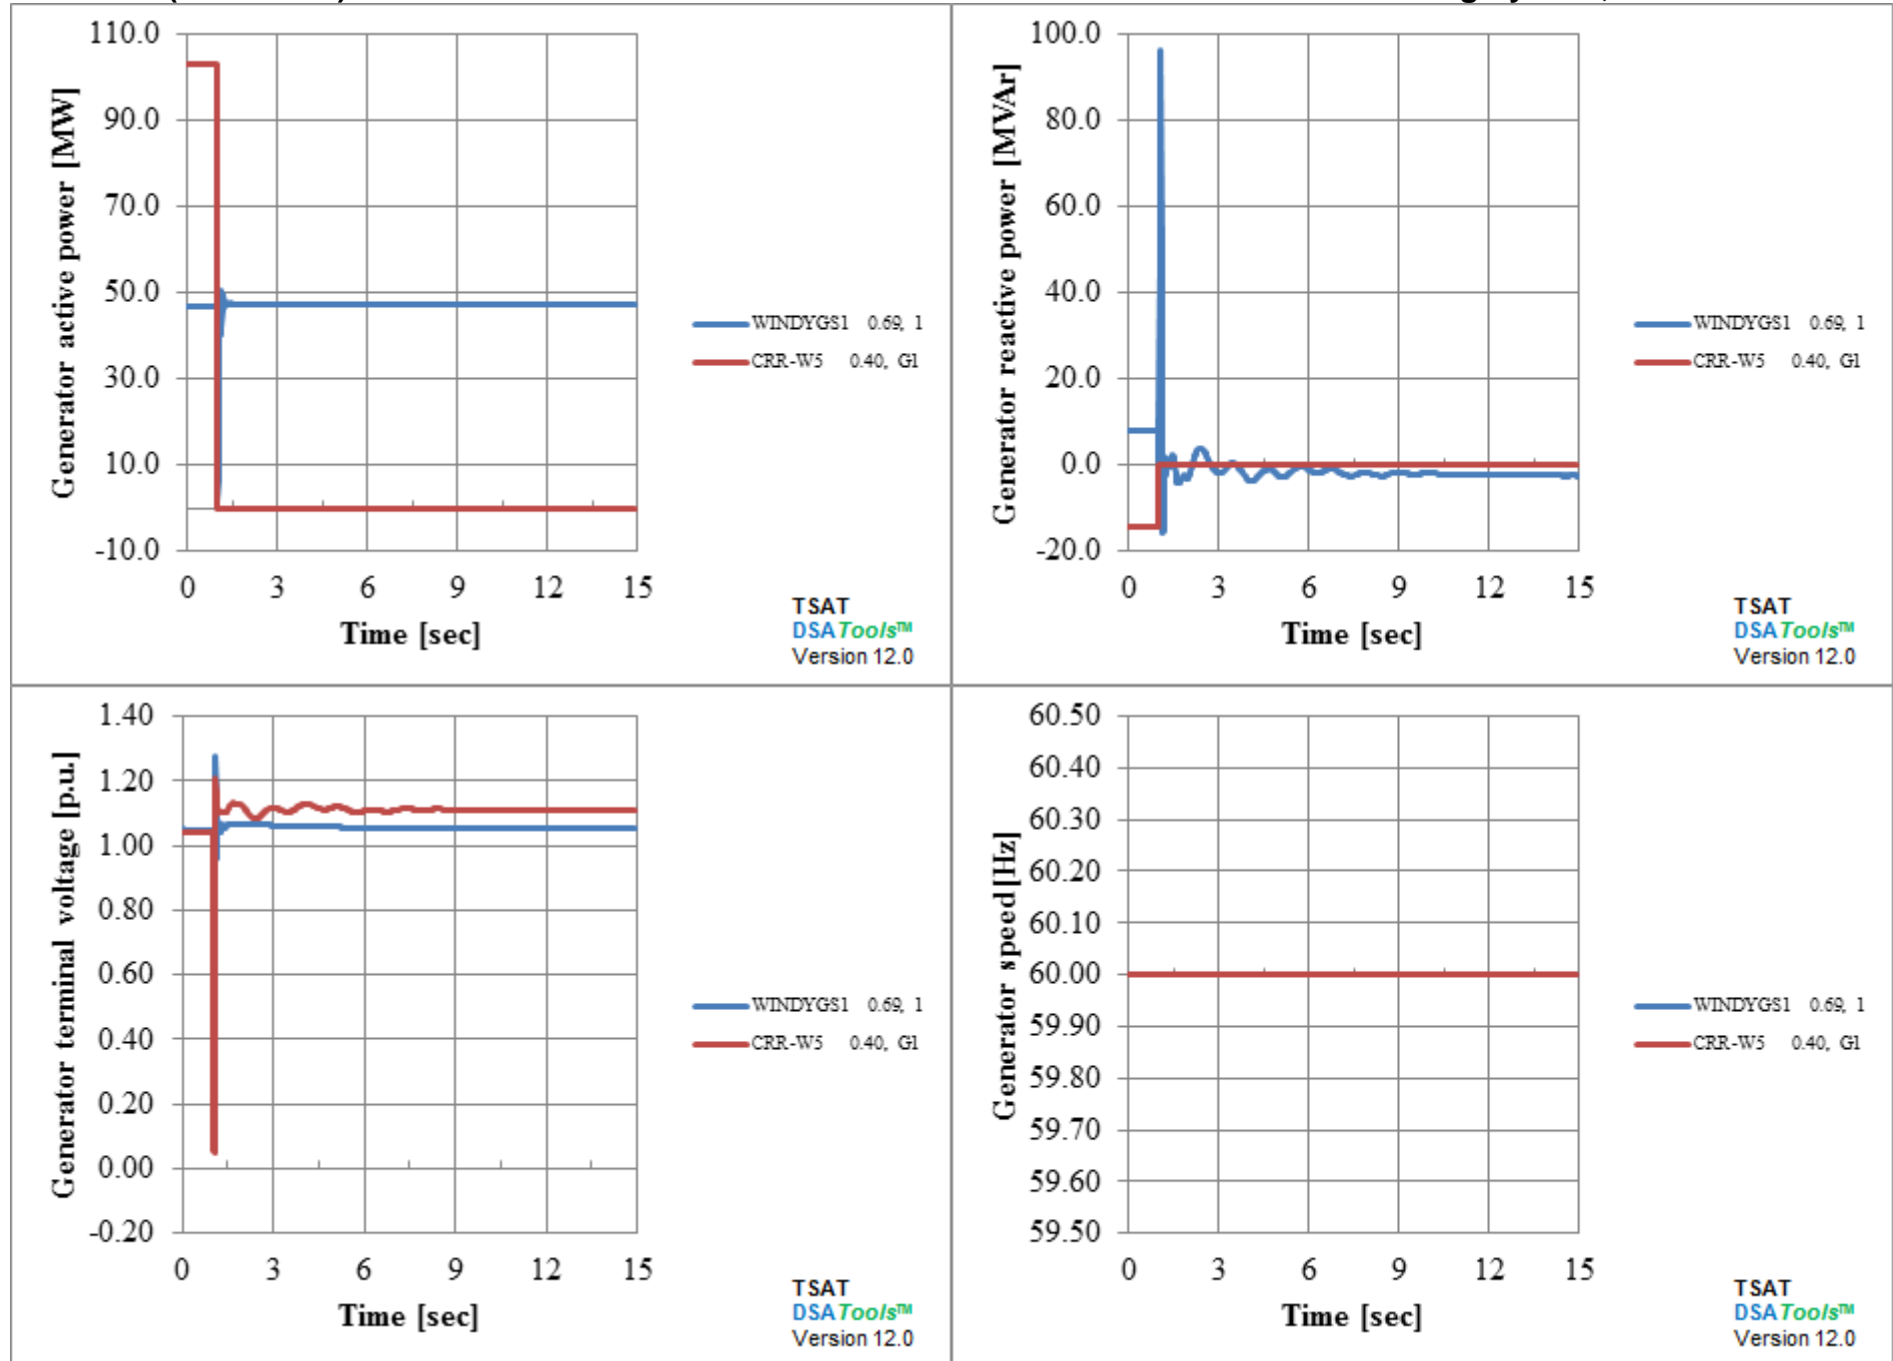 110.0
90.0
70.0
50.0
30.0
10.0
-10.0
Generator active power [MW]
0 3 6 9 12 15
Time [sec]
WINDYGS1 0.69, 1
CRR-W5 0.40, G1
TSAT
DSATools™
Version 12.0
100.0
80.0
60.0
40.0
20.0
0.0
-20.0
Generator reactive power [MVAr]
0 3 6 9 12 15
Time [sec]
WINDYGS1 0.69, 1
CRR-W5 0.40, G1
TSAT
DSATools™
Version 12.0
1.40
1.20
1.00
0.80
0.60
0.40
0.20
0.00
-0.20
Generator terminal voltage [p.u.]
0 3 6 9 12 15
Time [sec]
WINDYGS1 0.69, 1
CRR-W5 0.40, G1
TSAT
DSATools™
Version 12.0
60.50
60.40
60.30
60.20
60.10
60.00
59.90
59.80
59.70
59.60
59.50
Generator speed[Hz]
0 3 6 9 12 15
Time [sec]
WINDYGS1 0.69, 1
CRR-W5 0.40, G1
TSAT
DSATools™
Version 12.0